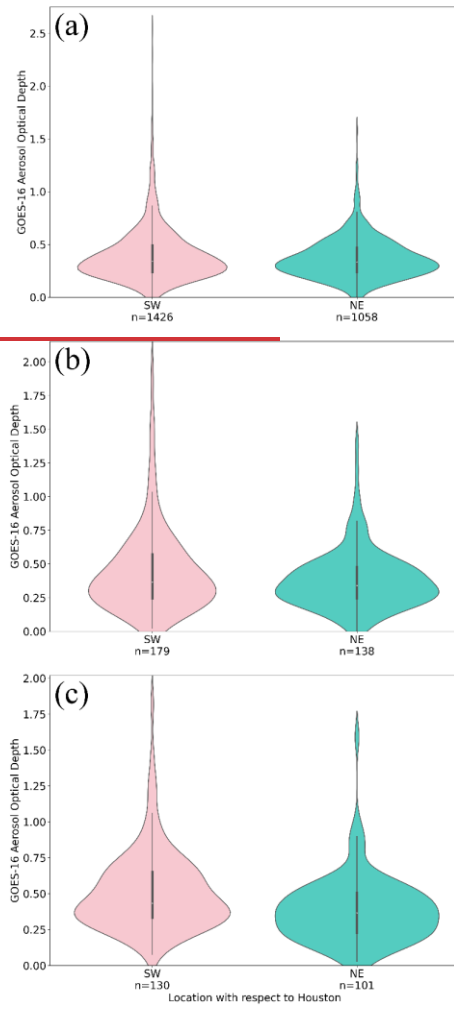 (a)
GOES-16 Aerosol Optical Depth
2.5
2.0
1.5
1.0
0.5
0.0
SW
n=1426
NE
n=1058
(b)
GOES-16 Aerosol Optical Depth
2.00
1.75
1.50
1.25
1.00
0.75
0.50
0.25
0.00
SW
n=179
NE
n=138
(c)
GOES-16 Aerosol Optical Depth
2.00
1.75
1.50
1.25
1.00
0.75
0.50
0.25
0.00
SW
n=130
NE
n=101
Location with respect to Houston